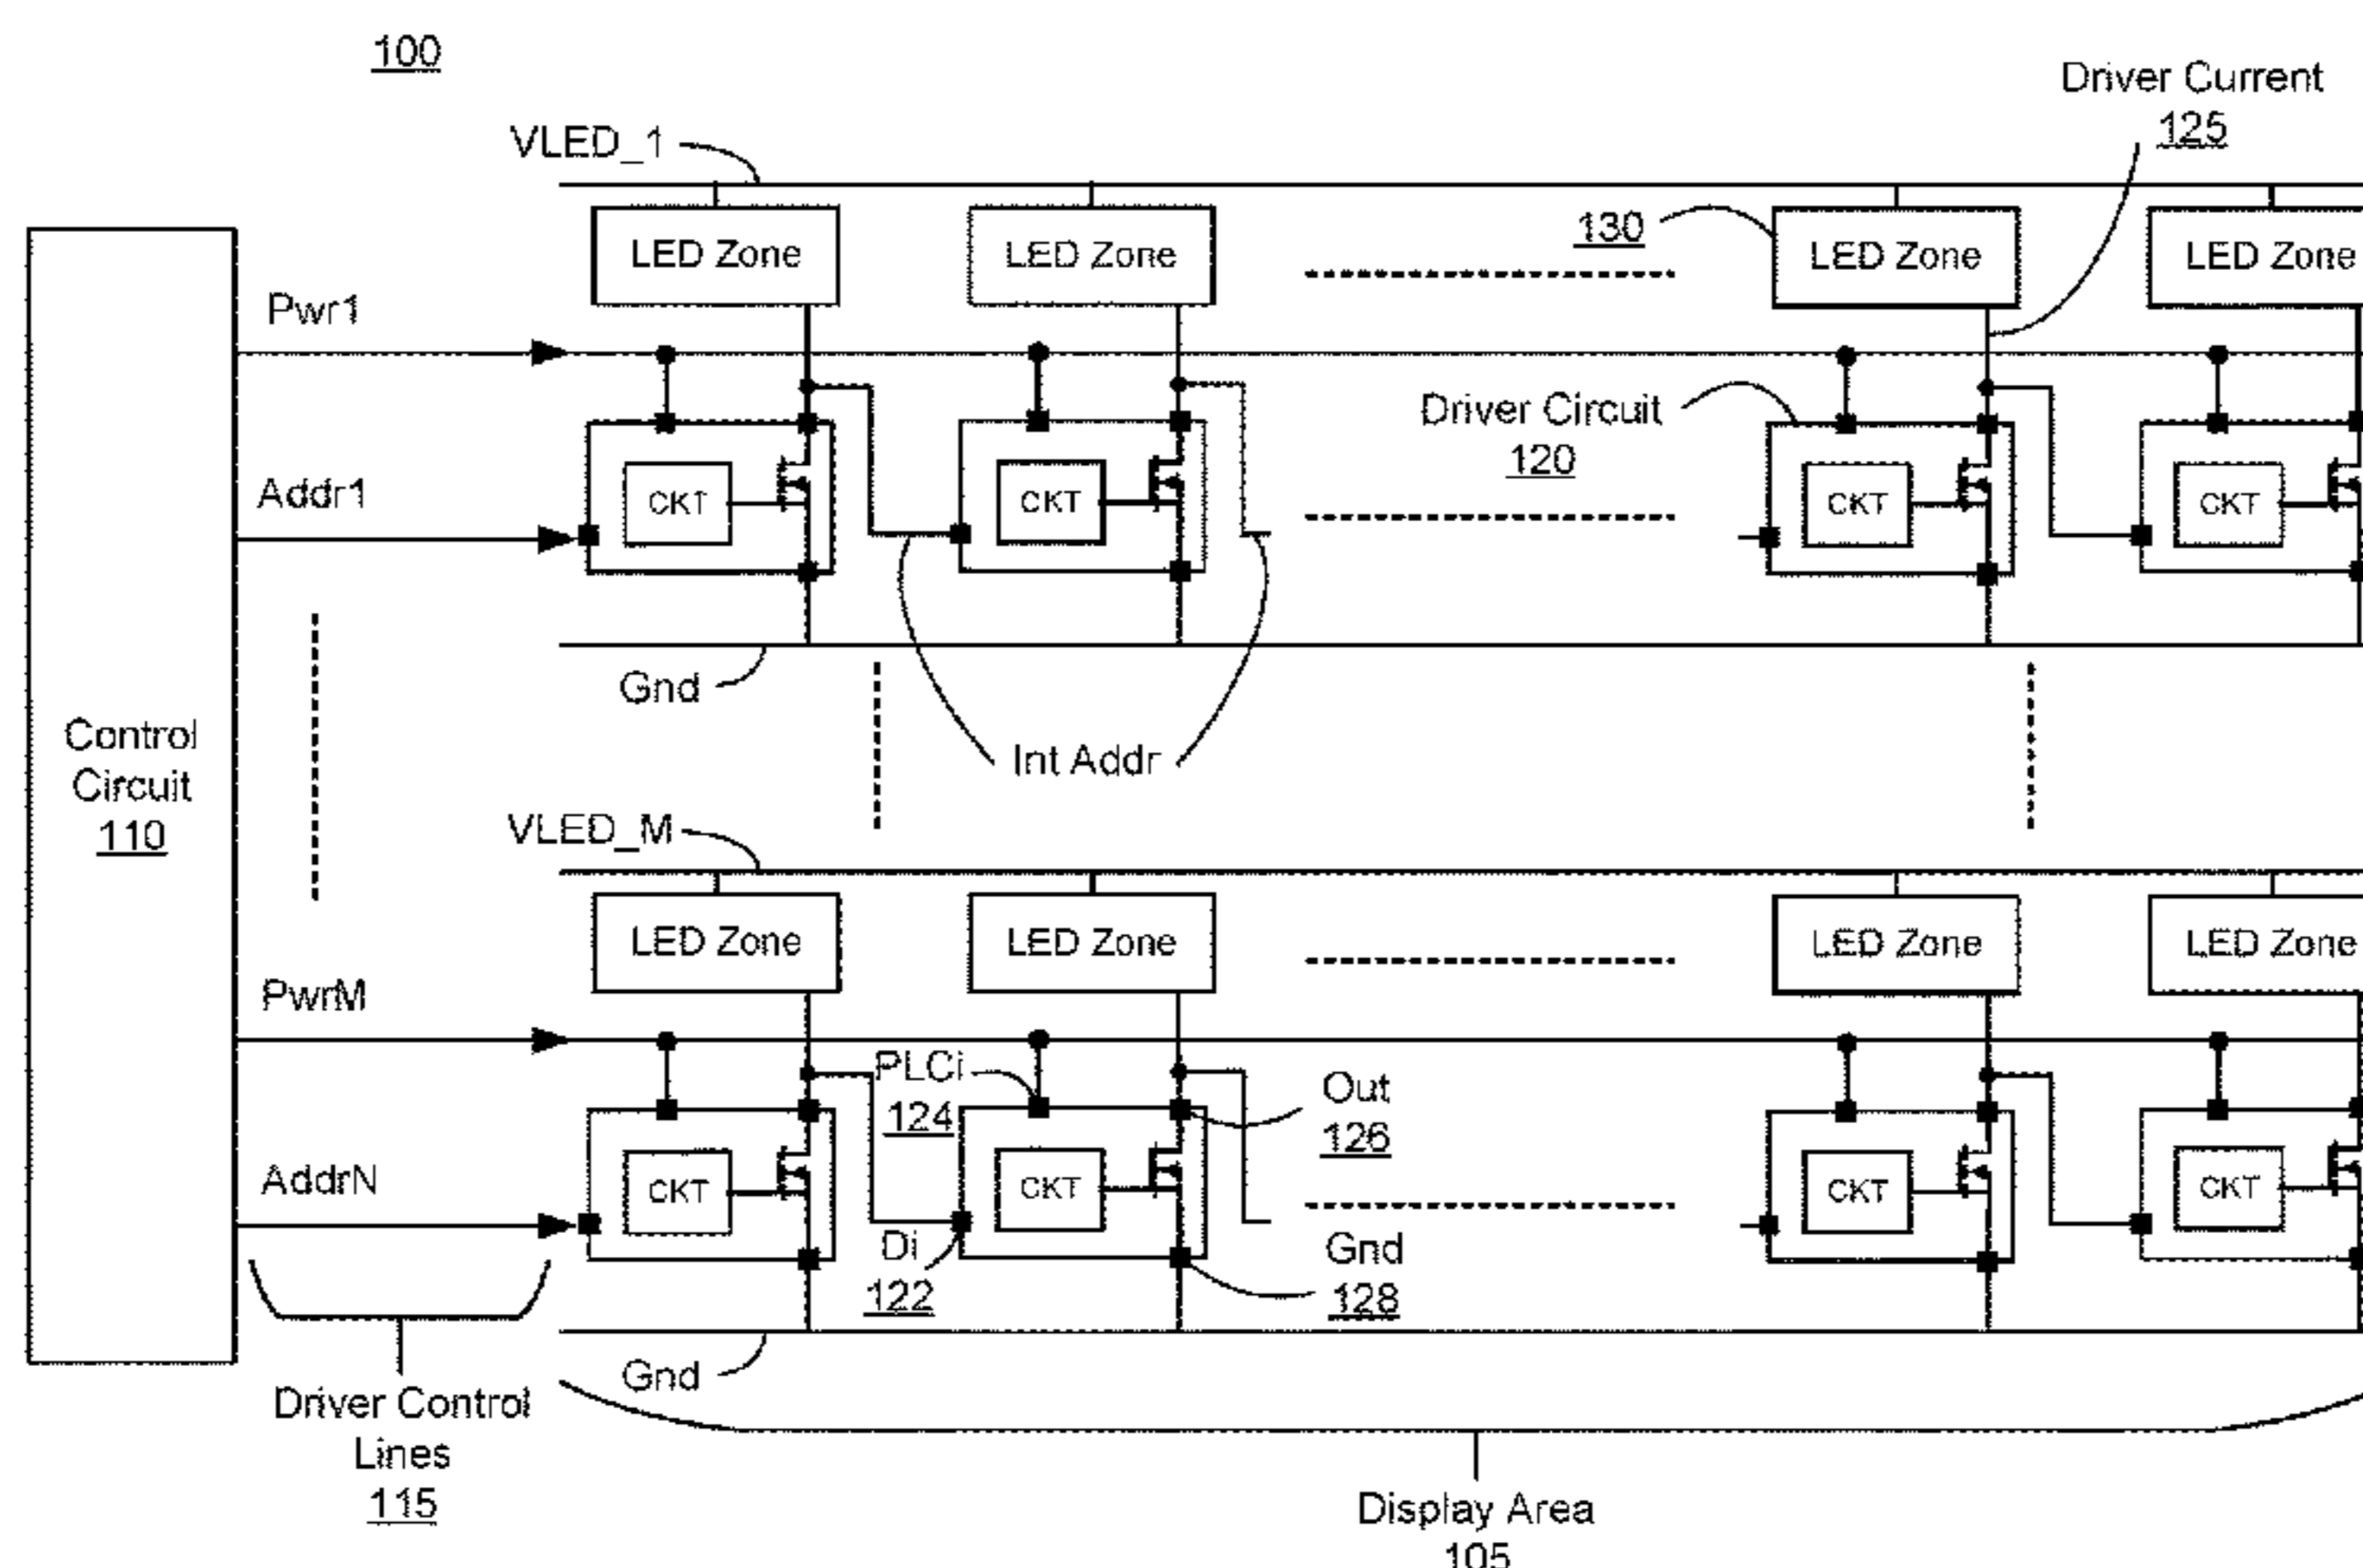 100
Driver Current
125
VLED_1
130
LED Zone
LED Zone
LED Zone
LED Zone
Pwr1
Driver Circuit
120
Addr1
CKT
CKT
CKT
CKT
Gnd
Int Addr
Control
Circuit
110
VLED_M
LED Zone
LED Zone
LED Zone
LED Zone
PwrM
PLCi
124
Out
126
AddrN
CKT
CKT
CKT
CKT
Di
122
Gnd
128
Gnd
Driver Control
Lines
115
Display Area
105